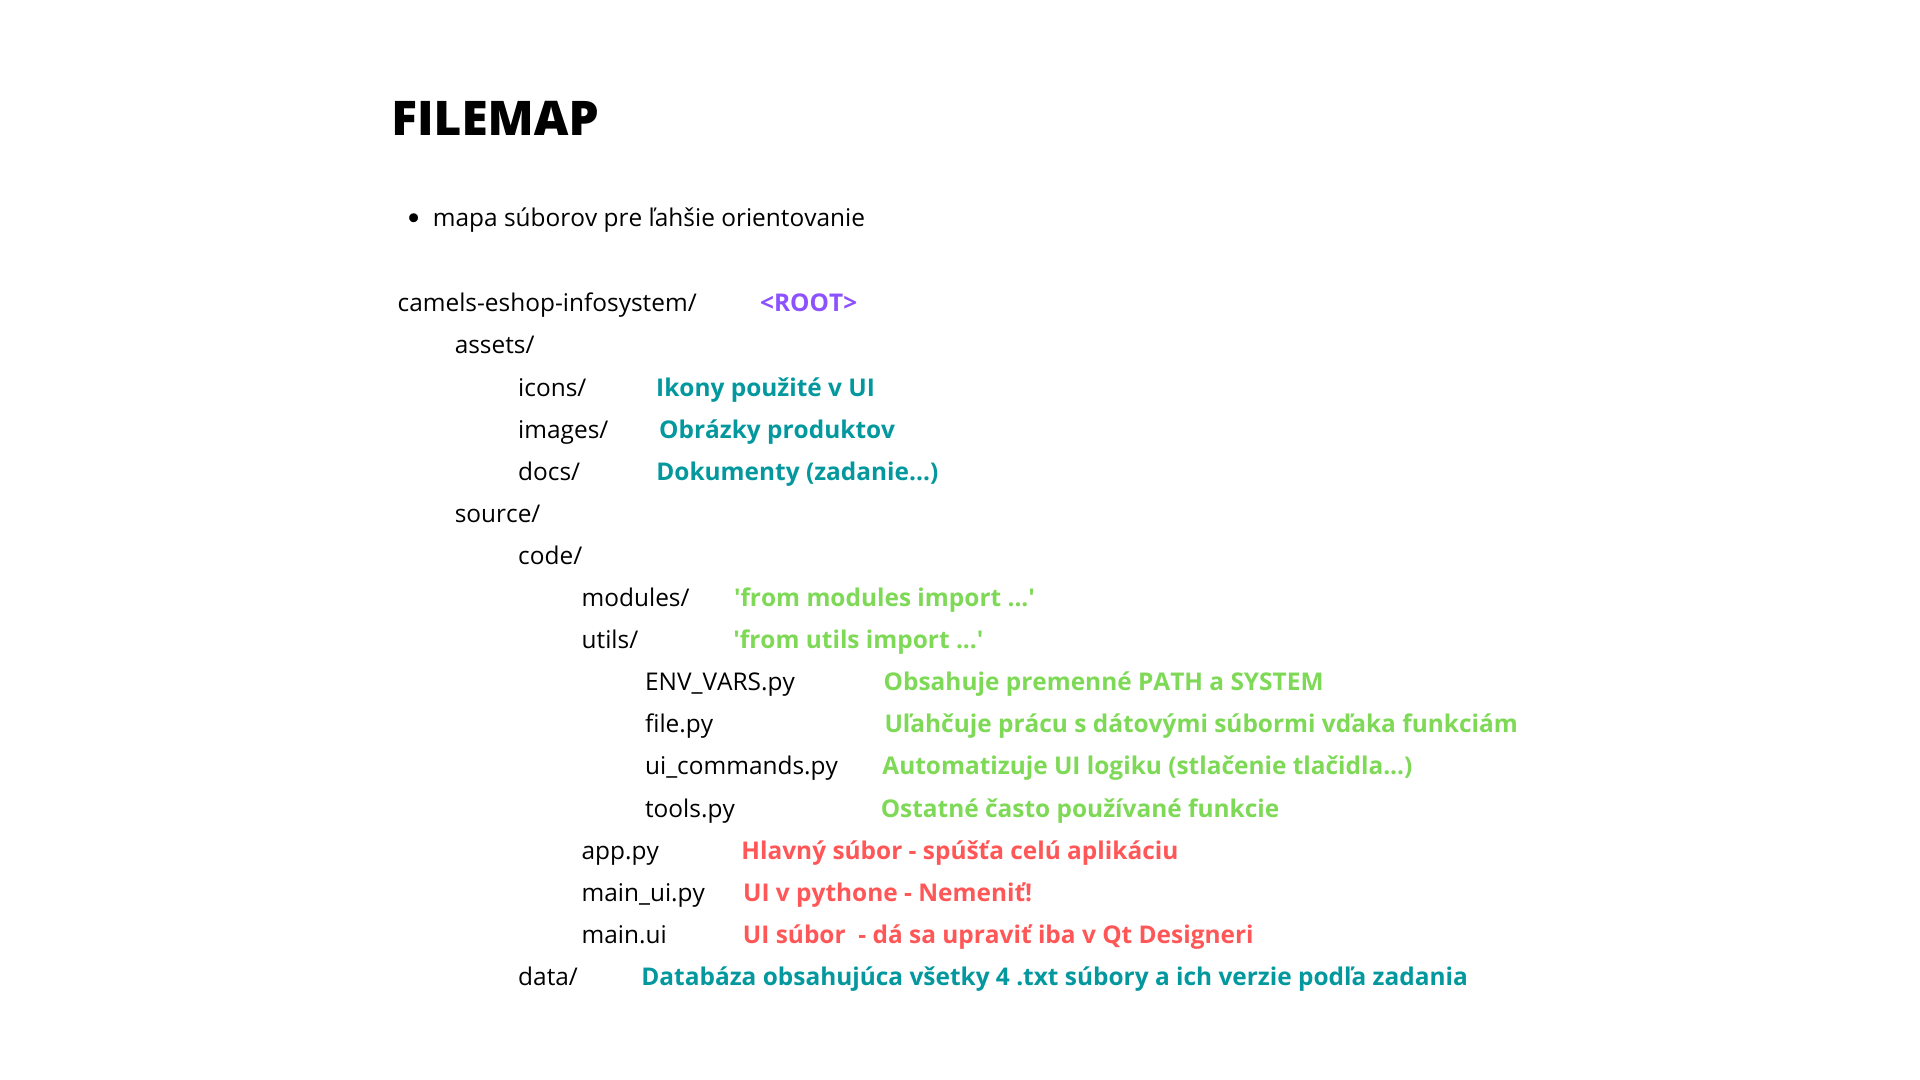 FILEMAP
• mapa súborov pre ľahšie orientovanie
camels-eshop-infosystem/ <ROOT>
assets/
icons/ Ikony použité v UI
images/ Obrázky produktov
docs/ Dokumenty (zadanie...)
source/
code/
modules/ 'from modules import ...'
utils/ 'from utils import ...'
ENV_VARS.py Obsahuje premenné PATH a SYSTEM
file.py Uľahčuje prácu s dátovými súbormi vďaka funkciám
ui_commands.py Automatizuje UI logiku (stlačenie tlačidla...)
tools.py Ostatné často používané funkcie
app.py Hlavný súbor - spúšťa celú aplikáciu
main_ui.py UI v pythone - Nemeniť!
main.ui UI súbor  - dá sa upraviť iba v Qt Designeri
data/ Databáza obsahujúca všetky 4 .txt súbory a ich verzie podľa zadania